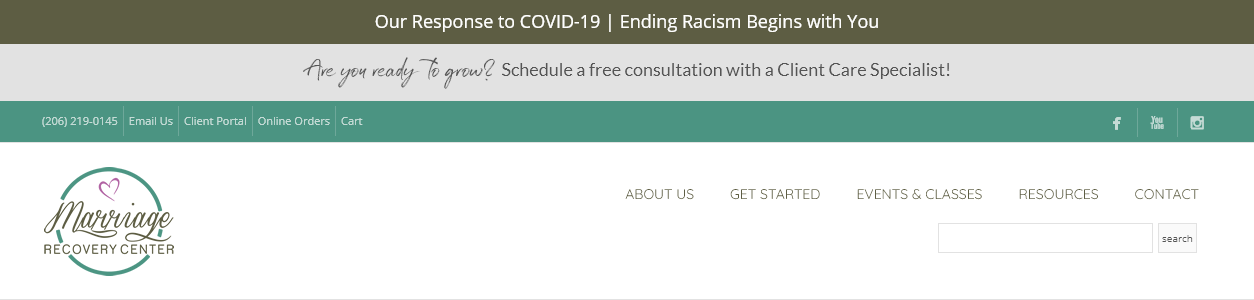 Our Response to COVID-19 | Ending Racism Begins with You
Are you ready to grow? Schedule a free consultation with a Client Care Specialist!
(206) 219-0145 Email Us Client Portal Online Orders Cart
You Tube
Marriage
RECOVERY CENTER
ABOUT US GET STARTED EVENTS & CLASSES RESOURCES CONTACT
search